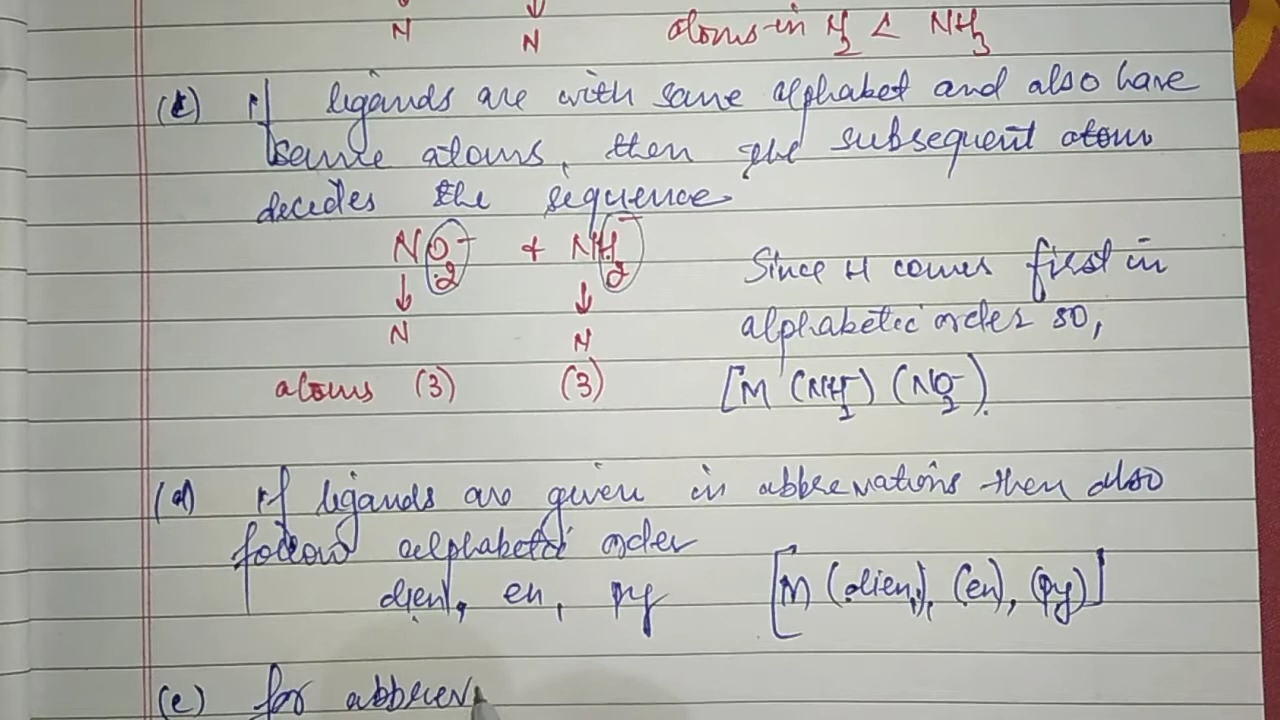 N N atoms in N₂ < NH₃
(c) If ligands are with same alphabet and also have
same atoms, then the subsequent atom
decides the sequence
NO₂⁻ + NH₂⁻
↓ ↓ Since H comes first in
N N alphabetic order so,
atoms (3) (3) [M (NH₂⁻) (NO₂⁻).
(d) If ligands are given in abbrevations then also
follow alphabetic order
dien, en, py [M (dien,), (en), (py)]
(e) for abbrev